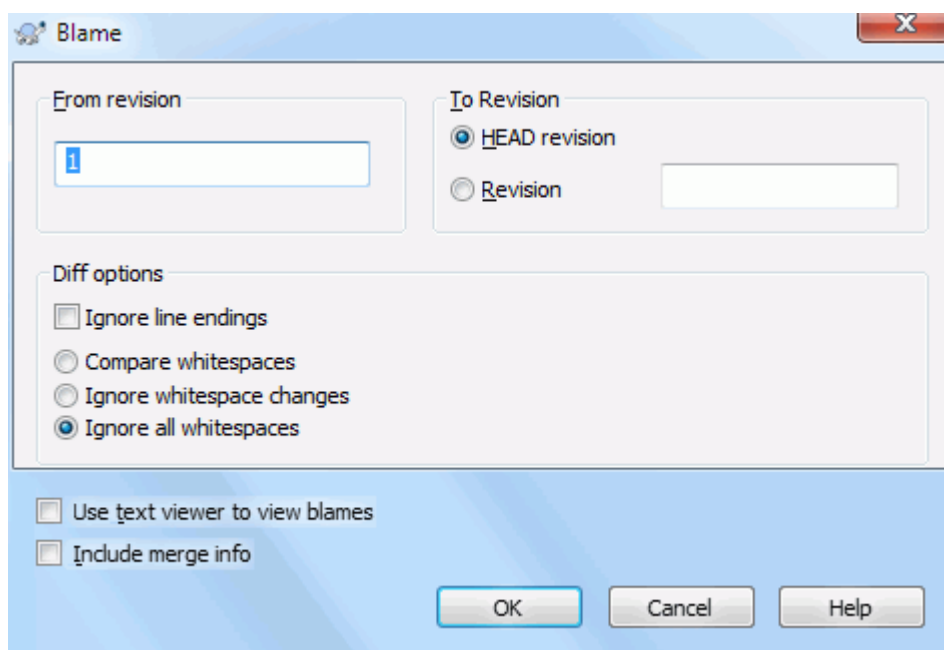 Blame
From revision
1
To Revision
HEAD revision
Revision
Diff options
Ignore line endings
Compare whitespaces
Ignore whitespace changes
Ignore all whitespaces
Use text viewer to view blames
Include merge info
OK Cancel Help